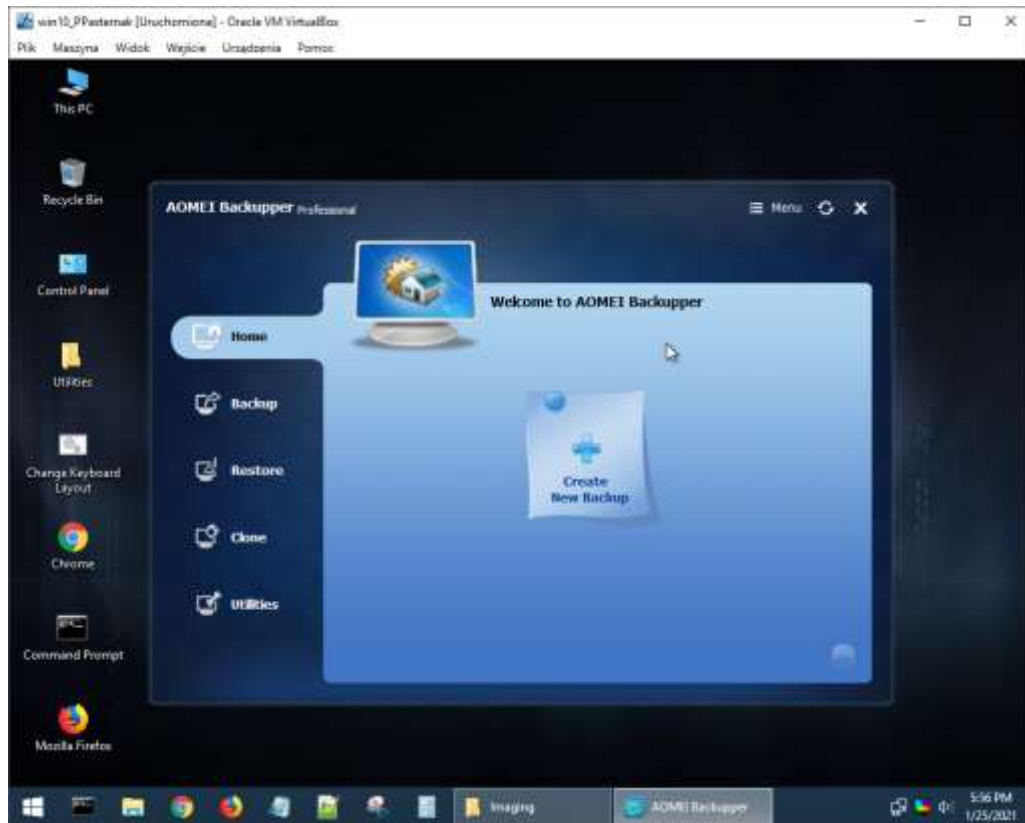 win10_PPasternak [Uruchomiona] - Oracle VM VirtualBox
Plik Maszyna Widok Wejście Urządzenia Pomoc
This PC
Recycle Bin
Control Panel
Utilities
Change Keyboard
Layout
Chrome
Command Prompt
Mozilla Firefox
AOMEI Backupper Professional
Menu
Welcome to AOMEI Backupper
Home
Backup
Restore
Clone
Utilities
Create
New Backup
Imaging
AOMEI Backupper
5:56 PM
1/25/2021